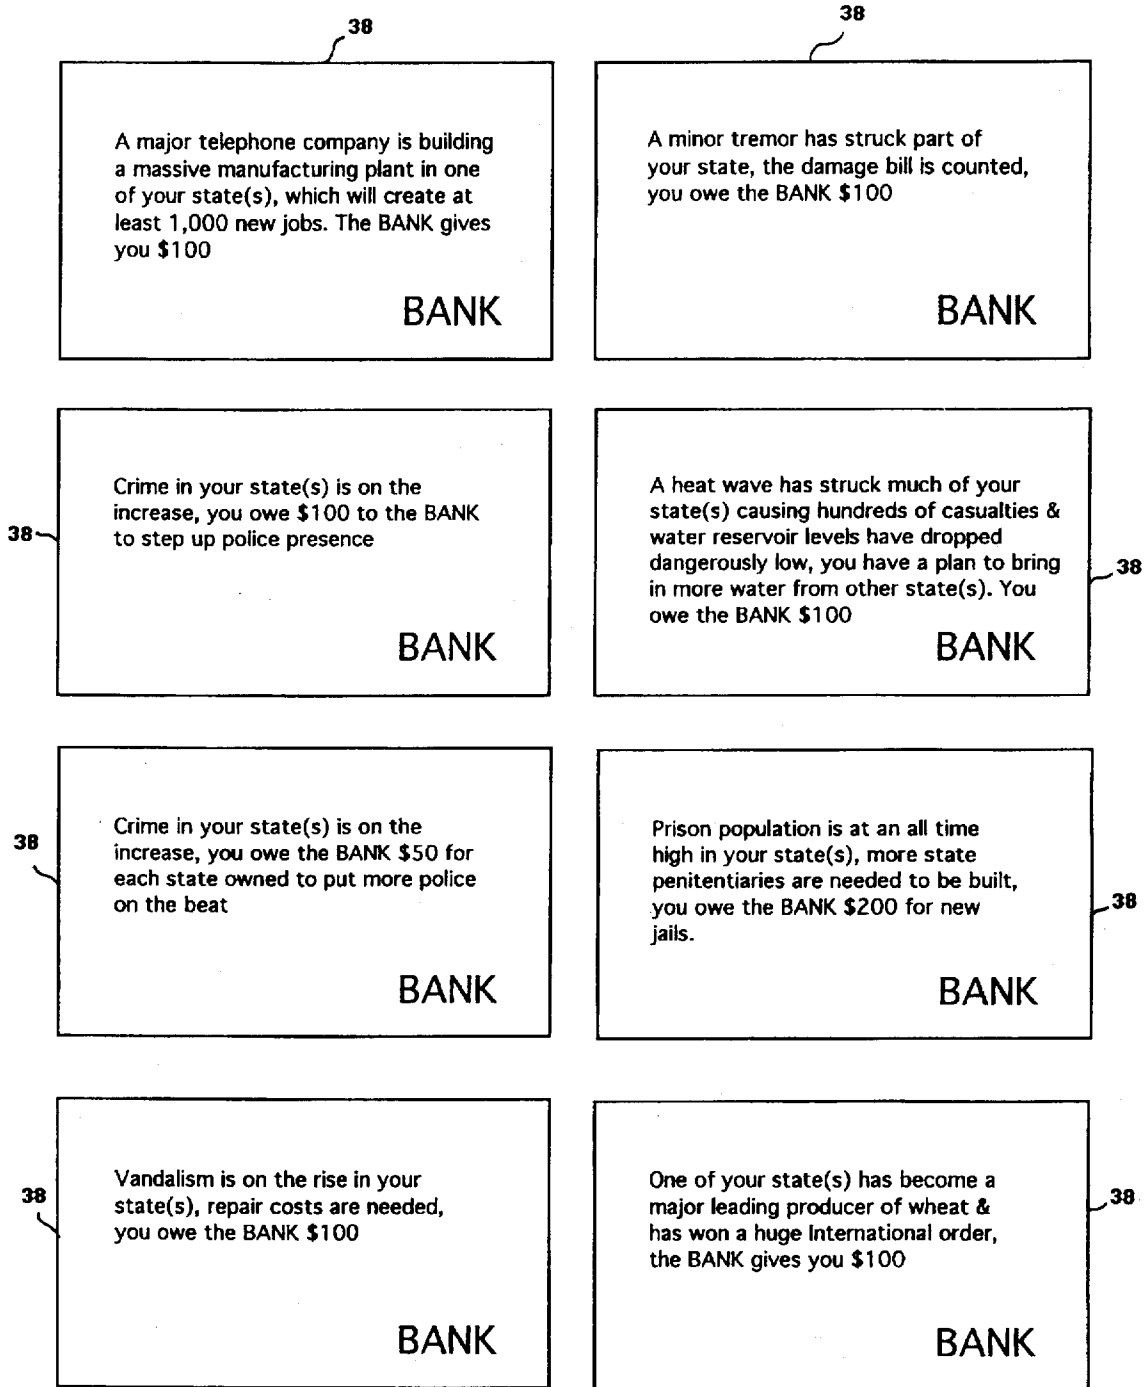 38
38
A major telephone company is building
a massive manufacturing plant in one
of your state(s), which will create at
least 1,000 new jobs. The BANK gives
you $100
BANK
A minor tremor has struck part of
your state, the damage bill is counted,
you owe the BANK $100
BANK
38
Crime in your state(s) is on the
increase, you owe $100 to the BANK
to step up police presence
BANK
A heat wave has struck much of your
state(s) causing hundreds of casualties &
water reservoir levels have dropped
dangerously low, you have a plan to bring
in more water from other state(s). You
owe the BANK $100
BANK
38
38
Crime in your state(s) is on the
increase, you owe the BANK $50 for
each state owned to put more police
on the beat
BANK
Prison population is at an all time
high in your state(s), more state
penitentiaries are needed to be built,
you owe the BANK $200 for new
jails.
BANK
38
38
Vandalism is on the rise in your
state(s), repair costs are needed,
you owe the BANK $100
BANK
One of your state(s) has become a
major leading producer of wheat &
has won a huge International order,
the BANK gives you $100
BANK
38